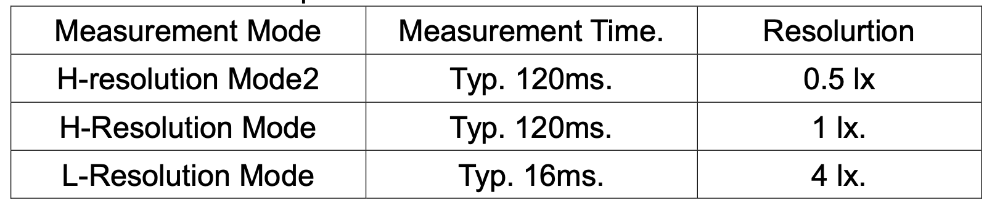 Measurement Mode Measurement Time. Resolurtion
H-resolution Mode2 Typ. 120ms. 0.5 lx
H-Resolution Mode Typ. 120ms. 1 lx.
L-Resolution Mode Typ. 16ms. 4 lx.